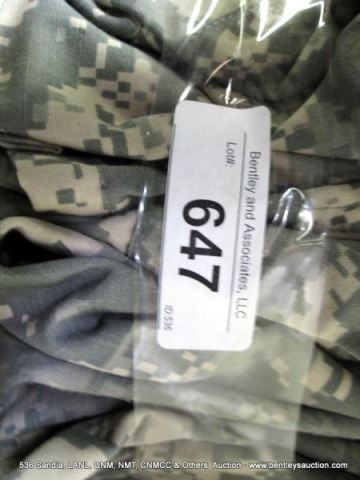 Bentley and Associates, LLC
Lot#:
647
ID:536
536 Sandia, LANL, UNM, NMT, CNMCC & Others Auction - www.bentleysauction.com